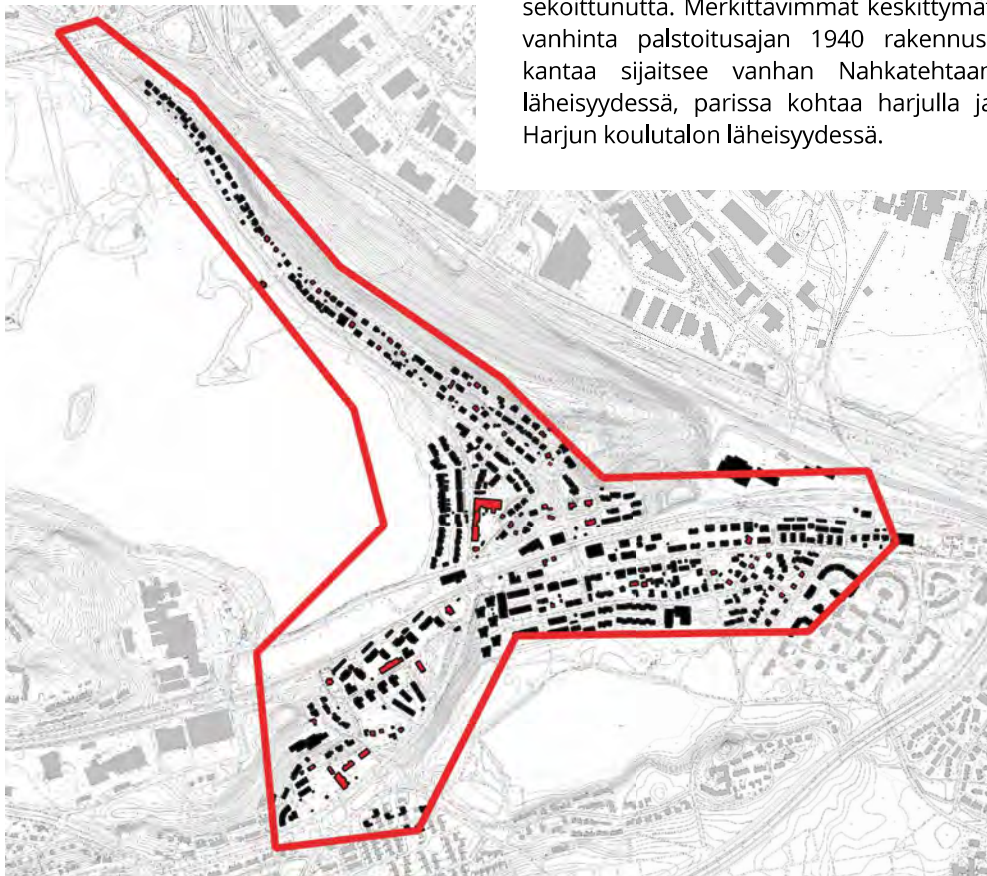 sekoittunutta. Merkittävimmät keskittymät
vanhinta palstoitusajan 1940 rakennus-
kantaa sijaitsee vanhan Nahkatehtaan
läheisyydessä, parissa kohtaa harjulla ja
Harjun koulutalon läheisyydessä.